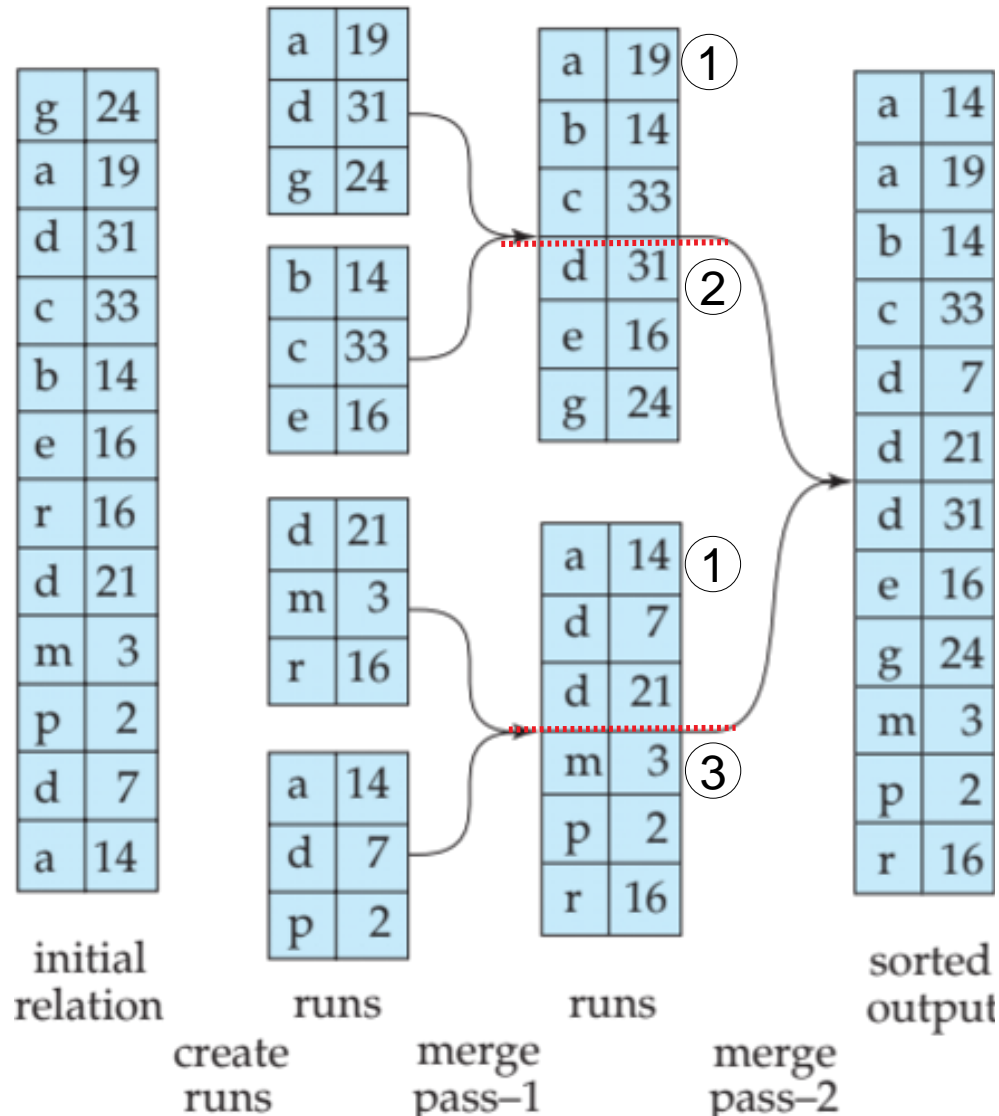 g 24
a 19
d 31
c 33
b 14
e 16
r 16
d 21
m 3
p 2
d 7
a 14
initial
relation
create
runs
a 19
d 31
g 24
b 14
c 33
e 16
d 21
m 3
r 16
a 14
d 7
p 2
runs
merge
pass–1
a 19 ①
b 14
c 33
d 31 ②
e 16
g 24
a 14 ①
d 7
d 21
m 3 ③
p 2
r 16
runs
merge
pass–2
a 14
a 19
b 14
c 33
d 7
d 21
d 31
e 16
g 24
m 3
p 2
r 16
sorted
output